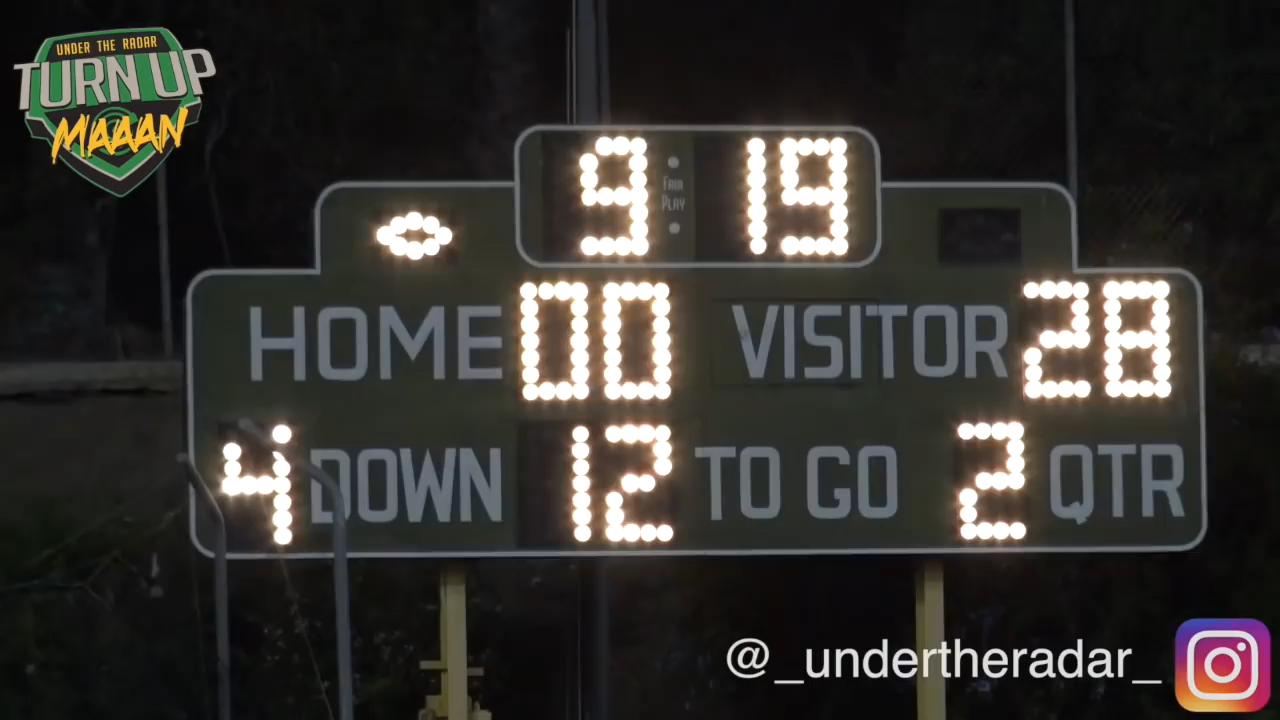 UNDER THE RADAR
TURN UP
MAAAN
9 19
FAIR
PLAY
HOME 00 VISITOR 28
4 DOWN 12 TO GO 2 QTR
@_undertheradar_